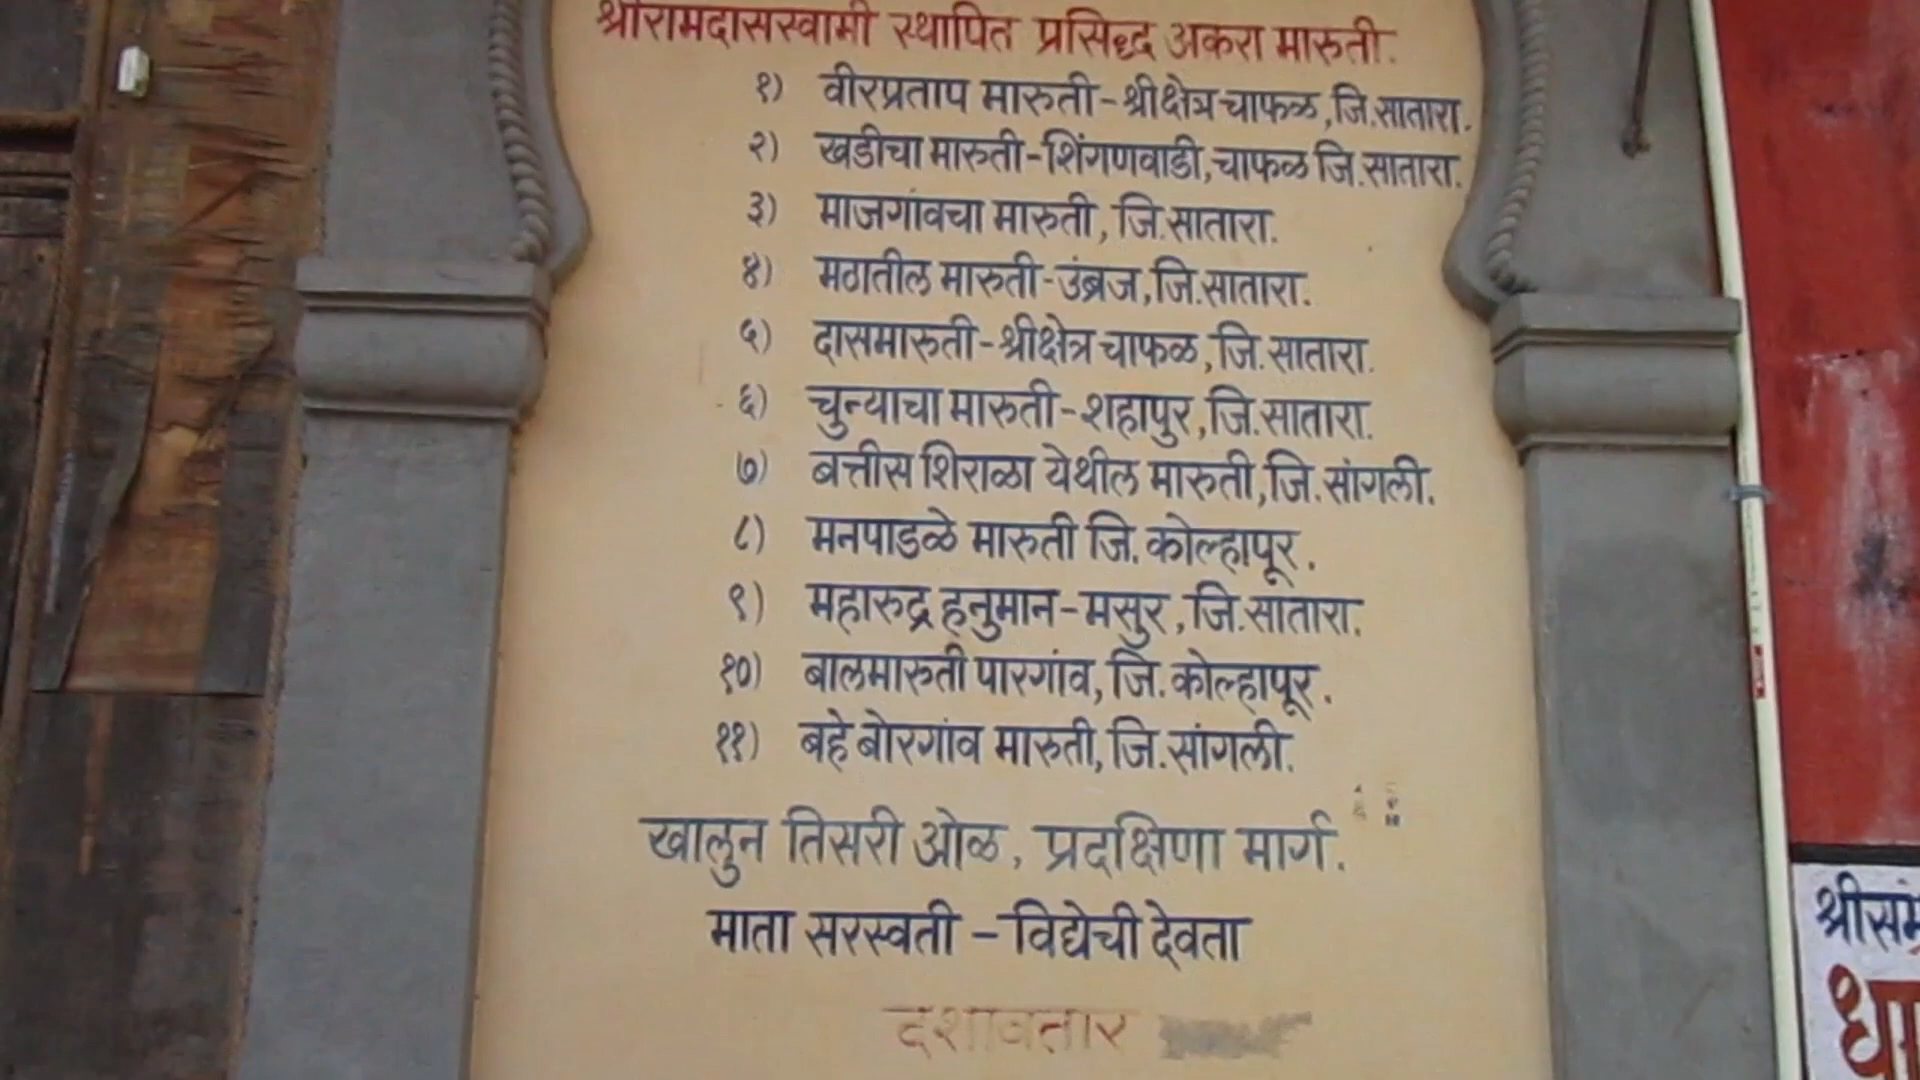 श्रीरामदासस्वामी स्थापित प्रसिद्ध अकरा मारुती.
१) वीरप्रताप मारुती-श्रीक्षेत्र चाफळ,जि.सातारा.
२) खडीचा मारुती-शिंगणवाडी,चाफळ जि.सातारा.
३) माजगांवचा मारुती, जि.सातारा.
४) मठातील मारुती-उंब्रज,जि.सातारा.
५) दासमारुती-श्रीक्षेत्र चाफळ,जि.सातारा.
६) चुन्याचा मारुती-शहापुर,जि.सातारा.
७) बत्तीस शिराळा येथील मारुती,जि.सांगली.
८) मनपाडळे मारुती जि. कोल्हापूर.
९) महारुद्र हनुमान-मसुर,जि.सातारा.
१०) बालमारुती पारगांव, जि. कोल्हापूर.
११) बहे बोरगांव मारुती,जि.सांगली.
खालुन तिसरी ओळ, प्रदक्षिणा मार्ग.
माता सरस्वती - विद्येची देवता
दशावतार